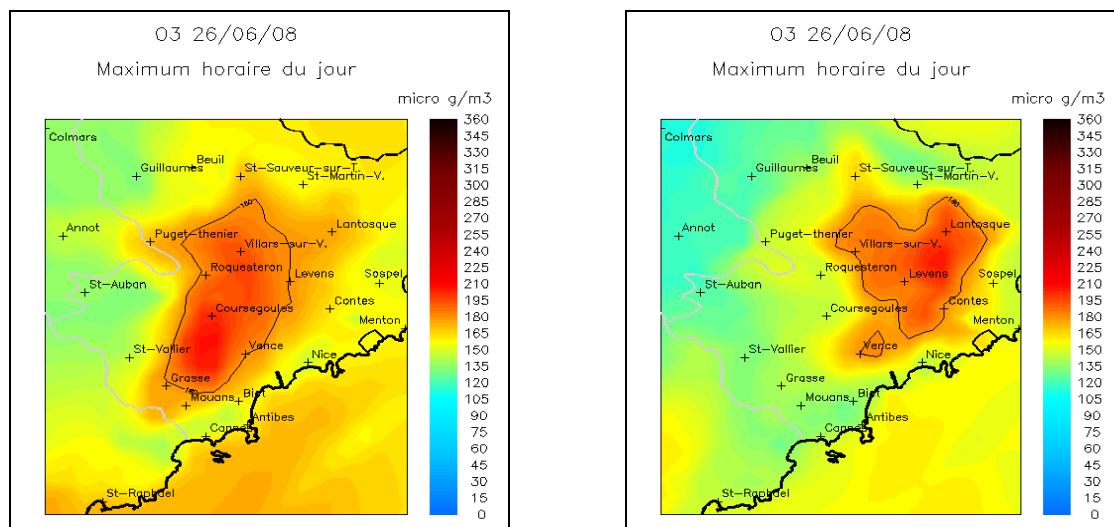 O3 26/06/08
Maximum horaire du jour
micro g/m3
Colmars
Guillaumes
Beuil
St-Sauveur-sur-T.
St-Martin-V.
Annot
Puget-thenier
Lantosque
Villars-sur-V.
Roquesteron
Levens
Sospel
St-Auban
Coursegoules
Contes
Menton
St-Vallier
Vence
Nice
Grasse
Mouans
Biot
Antibes
Cannes
St-Raphael
180
360
345
330
315
300
285
270
255
240
225
210
195
180
165
150
135
120
105
90
75
60
45
30
15
0
O3 26/06/08
Maximum horaire du jour
micro g/m3
Colmars
Guillaumes
Beuil
St-Sauveur-sur-T.
St-Martin-V.
Annot
Puget-thenier
Lantosque
Villars-sur-V.
Roquesteron
Levens
Sospel
St-Auban
Coursegoules
Contes
Menton
St-Vallier
Vence
Nice
Grasse
Mouans
Biot
Antibes
Cannes
St-Raphael
180
360
345
330
315
300
285
270
255
240
225
210
195
180
165
150
135
120
105
90
75
60
45
30
15
0